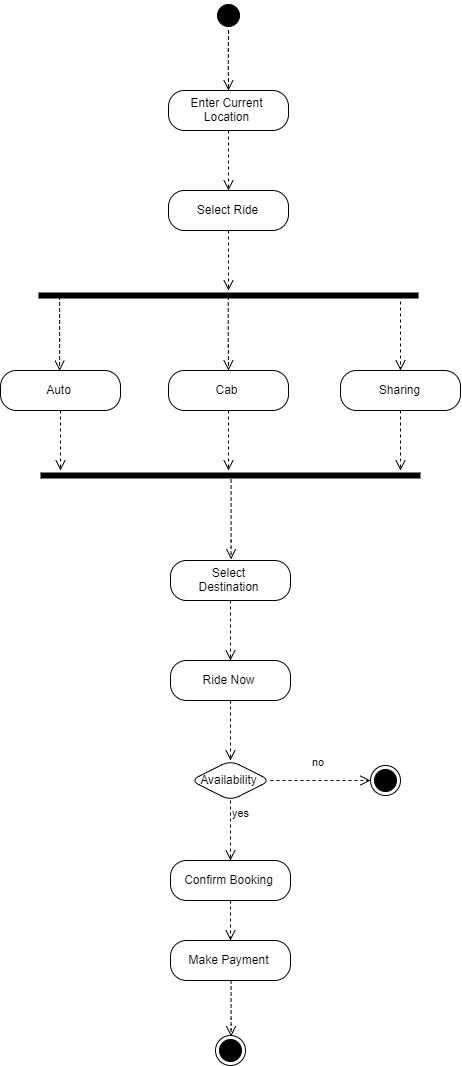 Enter Current
Location
Select Ride
Auto
Cab
Sharing
Select
Destination
Ride Now
Availability
no
yes
Confirm Booking
Make Payment